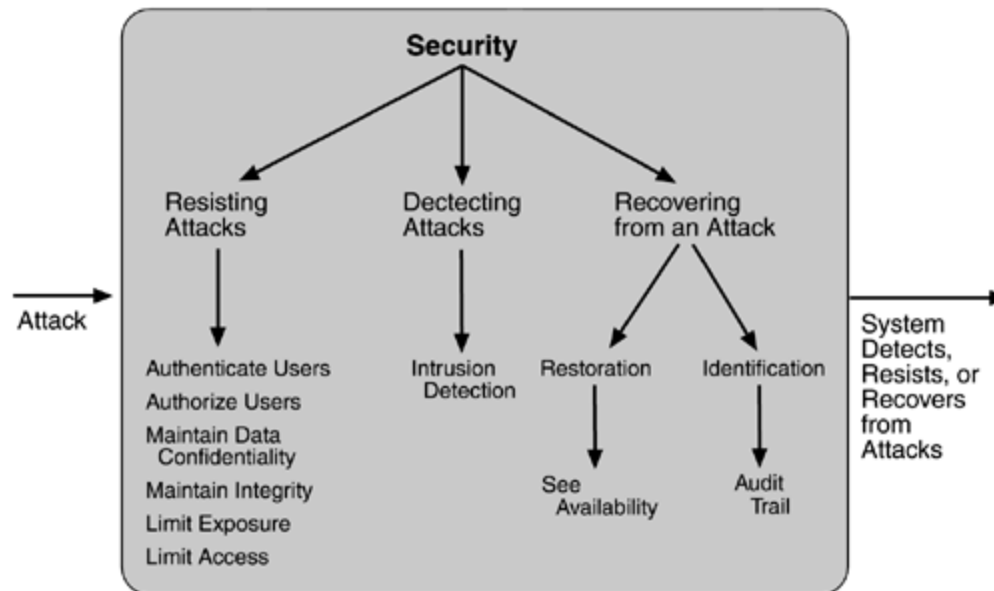 Security
Resisting
Attacks
Dectecting
Attacks
Recovering
from an Attack
Attack
Authenticate Users
Authorize Users
Maintain Data
Confidentiality
Maintain Integrity
Limit Exposure
Limit Access
Intrusion
Detection
Restoration
Identification
See
Availability
Audit
Trail
System
Detects,
Resists, or
Recovers
from
Attacks